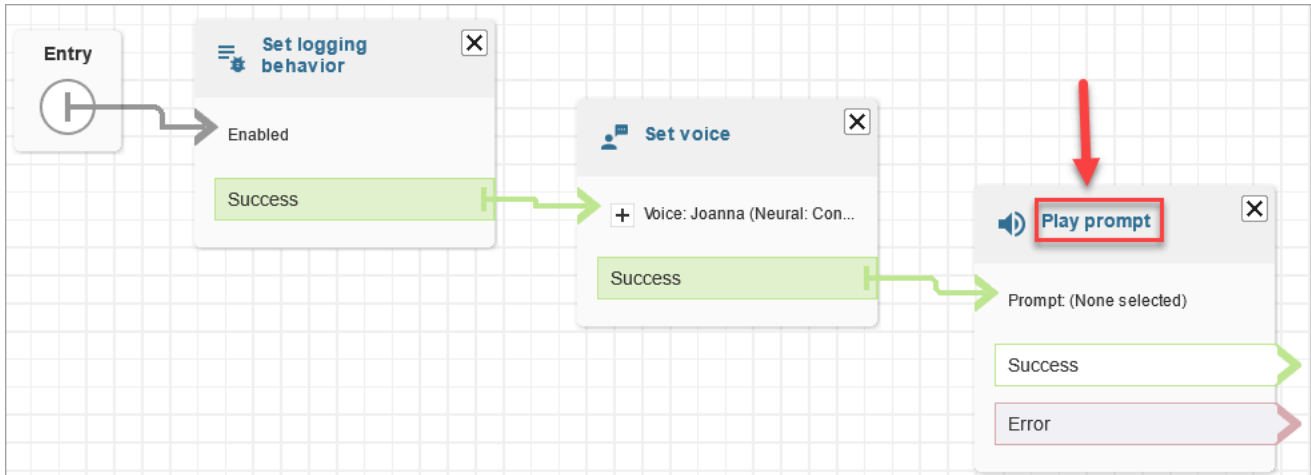 Entry
Set logging
behavior
Enabled
Success
Set voice
Voice: Joanna (Neural: Con...
Success
Play prompt
Prompt: (None selected)
Success
Error